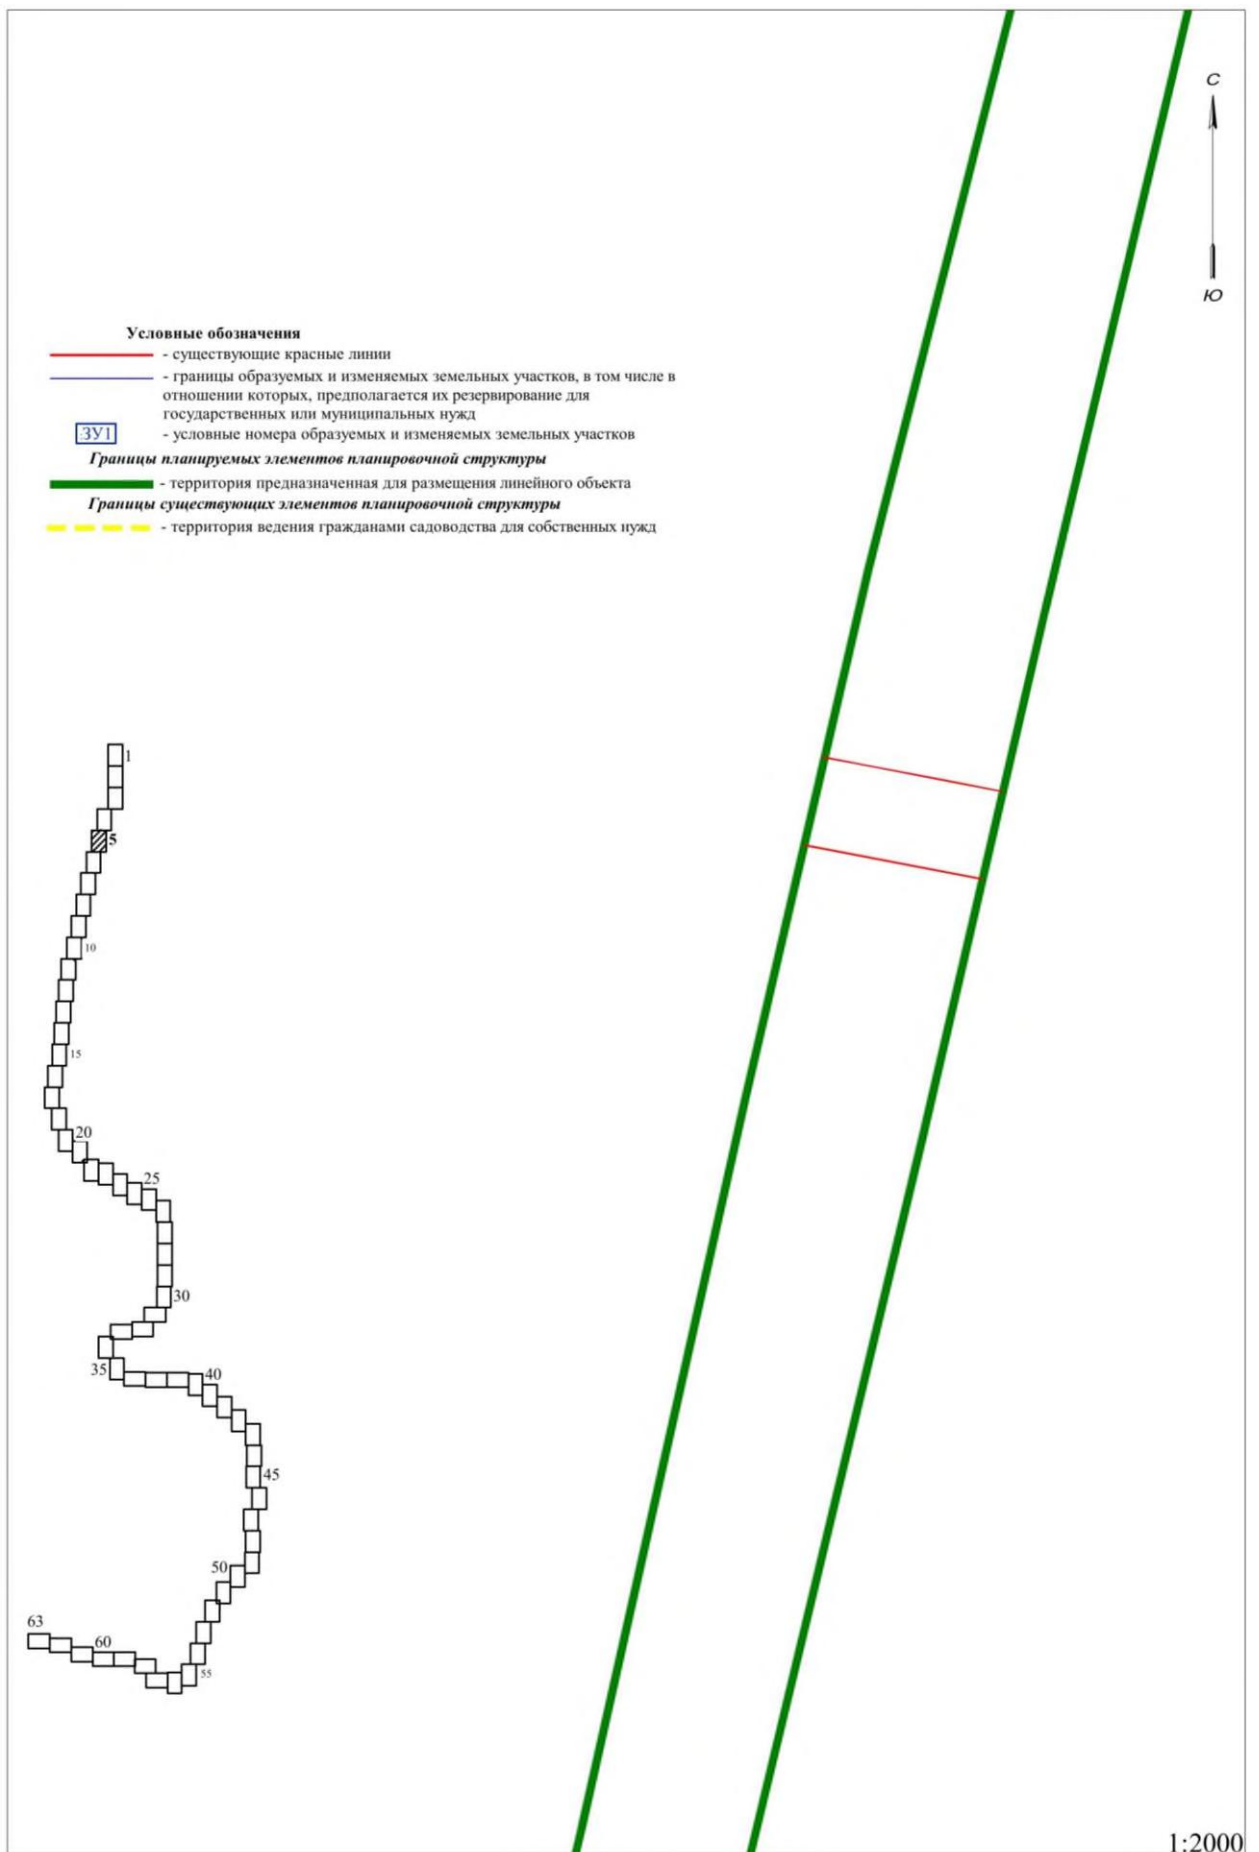 С
Ю
Условные обозначения
- существующие красные линии
- границы образуемых и изменяемых земельных участков, в том числе в
отношении которых, предполагается их резервирование для
государственных или муниципальных нужд
:ЗУ1 - условные номера образуемых и изменяемых земельных участков
Границы планируемых элементов планировочной структуры
- территория предназначенная для размещения линейного объекта
Границы существующих элементов планировочной структуры
- территория ведения гражданами садоводства для собственных нужд
1
5
10
15
20
25
30
35
40
45
50
63
60
55
1:2000